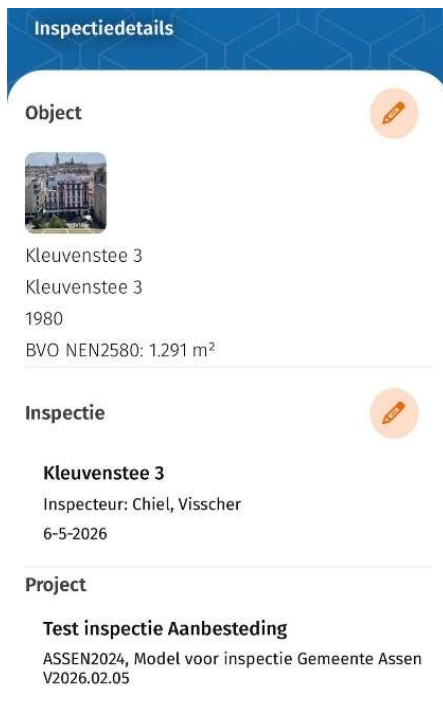 Inspectiedetails
Object
Kleuvenstee 3
Kleuvenstee 3
1980
BVO NEN2580: 1.291 m²
Inspectie
Kleuvenstee 3
Inspecteur: Chiel, Visscher
6-5-2026
Project
Test inspectie Aanbesteding
ASSEN2024, Model voor inspectie Gemeente Assen
V2026.02.05